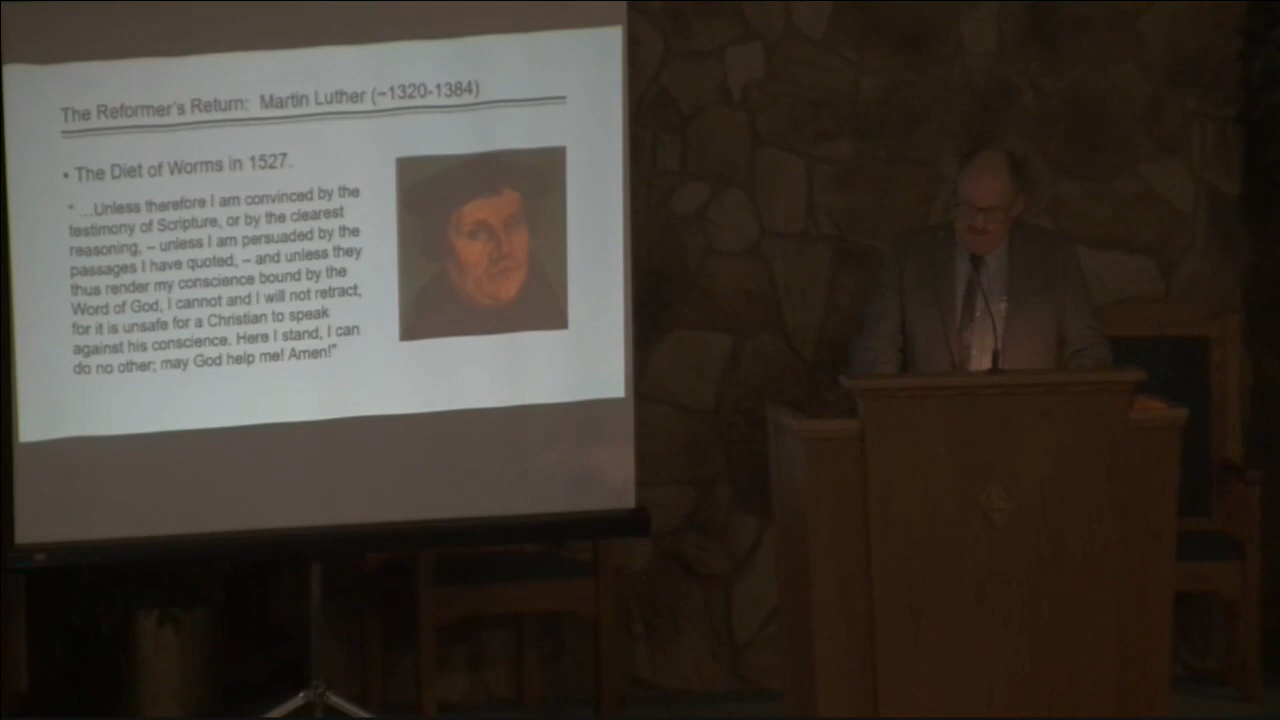 The Reformer's Return: Martin Luther (~1320-1384)
• The Diet of Worms in 1527.
" ...Unless therefore I am convinced by the
testimony of Scripture, or by the clearest
reasoning, – unless I am persuaded by the
passages I have quoted, – and unless they
thus render my conscience bound by the
Word of God, I cannot and I will not retract,
for it is unsafe for a Christian to speak
against his conscience. Here I stand, I can
do no other; may God help me! Amen!"